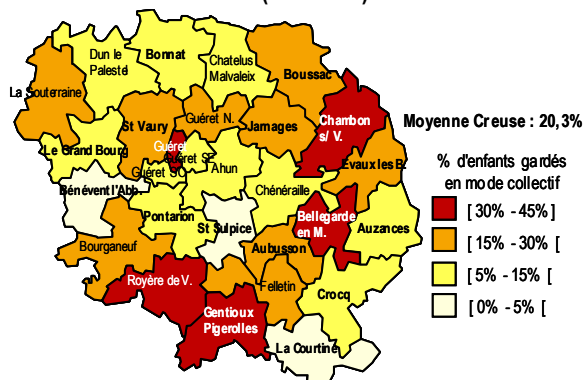 Dun le
Palestel
Bonnat
Chatelus
Malvaleix
Boussac
La Souterraine
St Vaury
Guéret N.
Jarnages
Chambon
s/ V.
Moyenne Creuse : 20,3%
Le Grand Bourg
Guéret
Guéret SE
Guéret SO
Ahun
Evaux les B.
% d'enfants gardés
en mode collectif
Bénévent l'Abb.
Chénéraille
[ 30% - 45%]
Pontarion
St Sulpice
Bellegarde
en M.
Auzances
[ 15% - 30% [
Bourganeuf
Aubusson
[ 5% - 15% [
Royère de V.
Felletin
Crocq
[ 0% - 5% [
Gentioux
Pigerolles
La Courtine